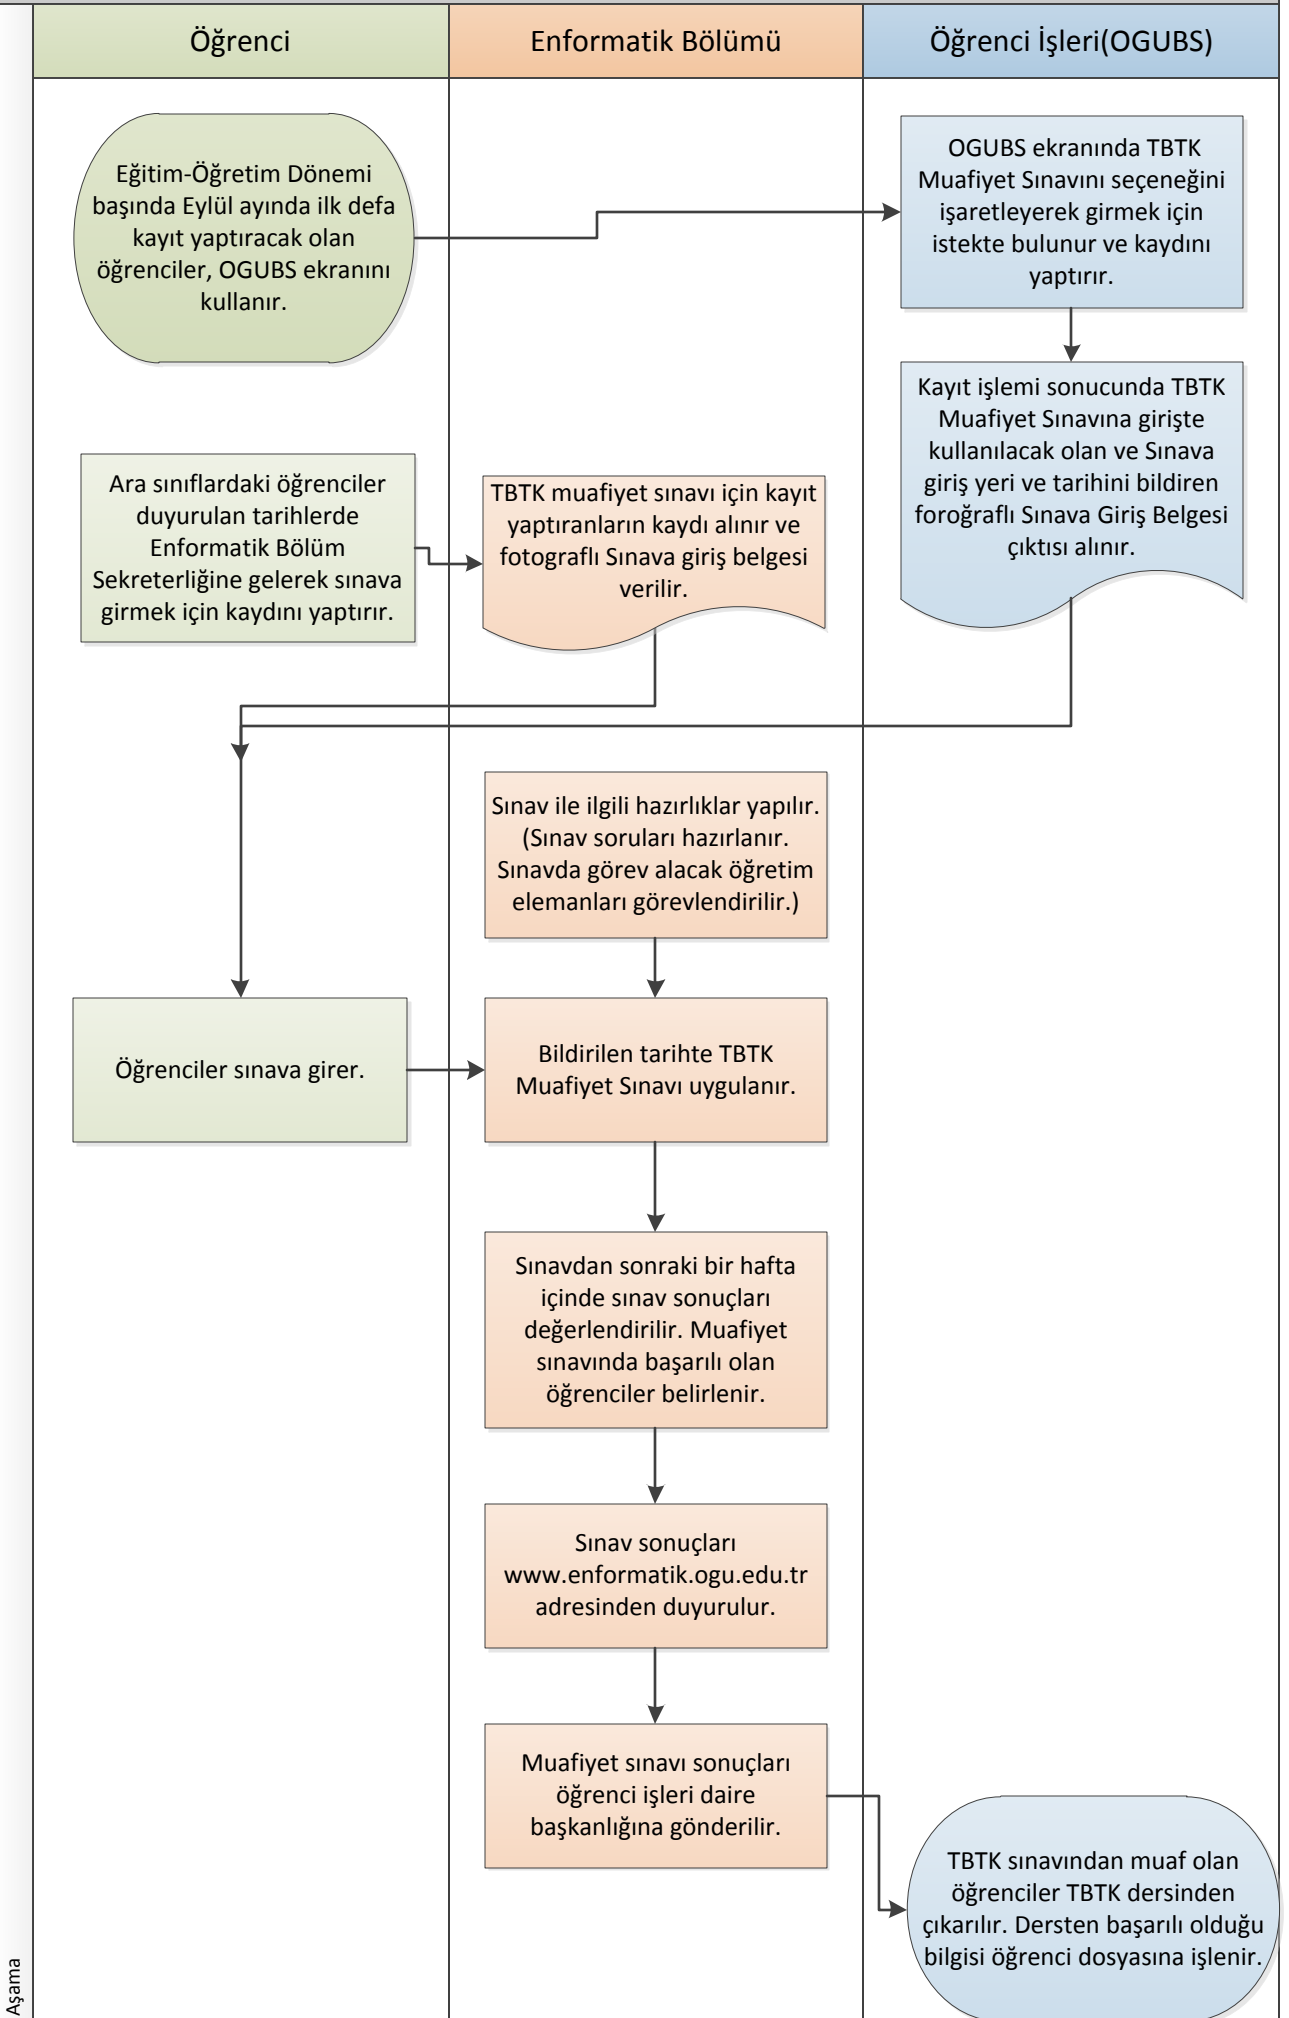 Öğrenci
Enformatik Bölümü
Öğrenci İşleri(OGUBS)
Eğitim-Öğretim Dönemi
başında Eylül ayında ilk defa
kayıt yaptıracak olan
öğrenciler, OGUBS ekranını
kullanır.
OGUBS ekranında TBTK
Muafiyet Sınavını seçeneğini
işaretleyerek girmek için
istekte bulunur ve kaydını
yaptırır.
Kayıt işlemi sonucunda TBTK
Muafiyet Sınavına girişte
kullanılacak olan ve Sınava
giriş yeri ve tarihini bildiren
foroğraflı Sınava Giriş Belgesi
çıktısı alınır.
Ara sınıflardaki öğrenciler
duyurulan tarihlerde
Enformatik Bölüm
Sekreterliğine gelerek sınava
girmek için kaydını yaptırır.
TBTK muafiyet sınavı için kayıt
yaptıranların kaydı alınır ve
fotograflı Sınava giriş belgesi
verilir.
Sınav ile ilgili hazırlıklar yapılır.
(Sınav soruları hazırlanır.
Sınavda görev alacak öğretim
elemanları görevlendirilir.)
Öğrenciler sınava girer.
Bildirilen tarihte TBTK
Muafiyet Sınavı uygulanır.
Sınavdan sonraki bir hafta
içinde sınav sonuçları
değerlendirilir. Muafiyet
sınavında başarılı olan
öğrenciler belirlenir.
Sınav sonuçları
www.enformatik.ogu.edu.tr
adresinden duyurulur.
Muafiyet sınavı sonuçları
öğrenci işleri daire
başkanlığına gönderilir.
TBTK sınavından muaf olan
öğrenciler TBTK dersinden
çıkarılır. Dersten başarılı olduğu
bilgisi öğrenci dosyasına işlenir.
Aşama